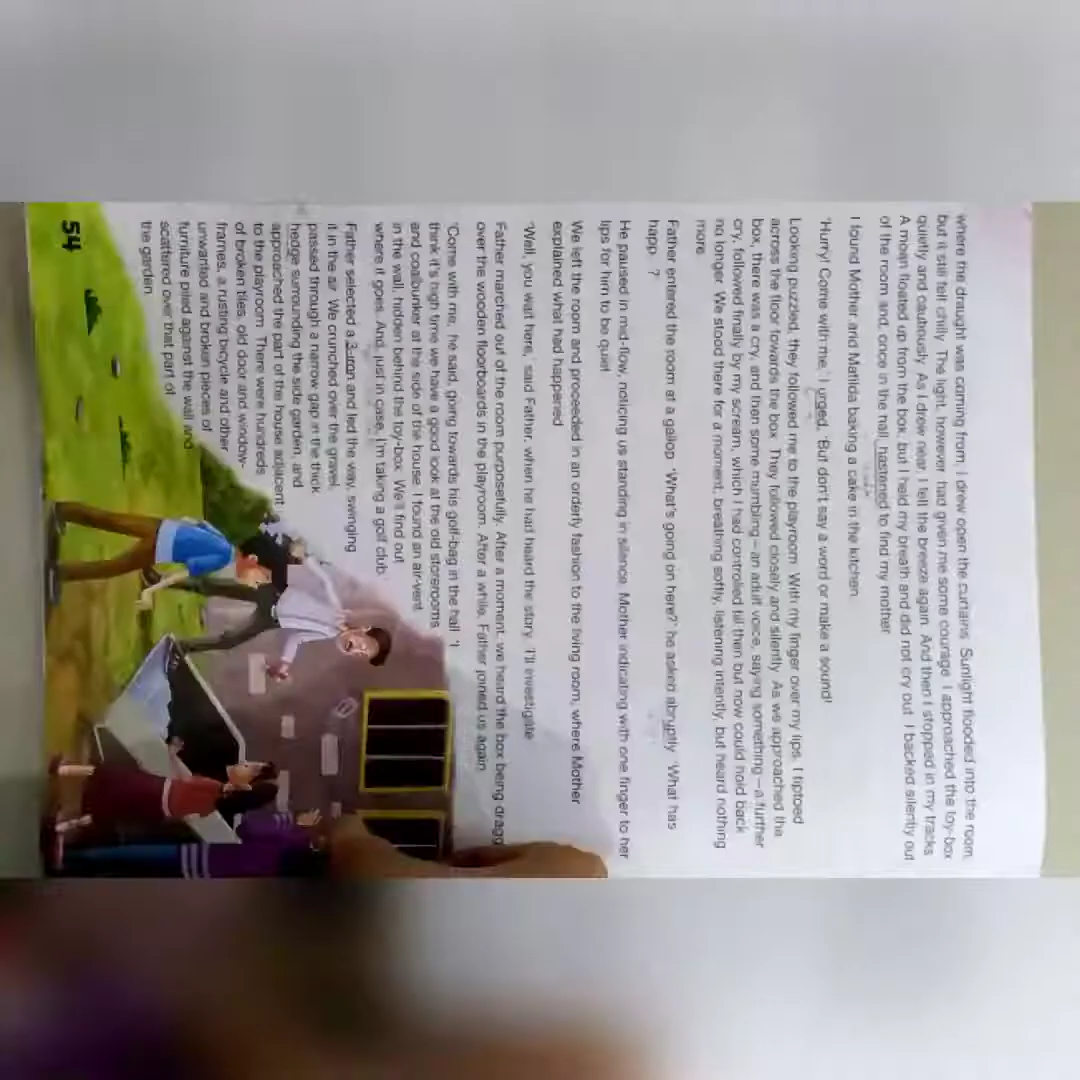 where the draught was coming from, I drew open the curtains. Sunlight flooded into the room,
but it still felt chilly. The light, however, had given me some courage. I approached the toy-box
quietly and cautiously. As I drew near, I felt the breeze again. And then I stopped in my tracks.
A moan floated up from the box, but I held my breath and did not cry out. I backed silently out
of the room and, once in the hall, hastened to find my mother.
I found Mother and Matilda baking a cake in the kitchen.
'Hurry! Come with me,' I urged. 'But don't say a word or make a sound!'
Looking puzzled, they followed me to the playroom. With my finger over my lips, I tiptoed
across the floor towards the box. They followed closely and silently. As we approached the
box, there was a cry, and then some mumbling—an adult voice, saying something—a further
cry, followed finally by my scream, which I had controlled till then but now could hold back
no longer. We stood there for a moment, breathing softly, listening intently, but heard nothing
more.
Father entered the room at a gallop. 'What's going on here?' he asked abruptly. 'What has
happ ?'
He paused in mid-flow, noticing us standing in silence. Mother indicating with one finger to her
lips for him to be quiet.
We left the room and proceeded in an orderly fashion to the living room, where Mother
explained what had happened.
'Well, you wait here,' said Father, when he had heard the story. 'I'll investigate.'
Father marched out of the room purposefully. After a moment, we heard the box being dragg
over the wooden floorboards in the playroom. After a while, Father joined us again.
'Come with me,' he said, going towards his golf-bag in the hall. 'I
think it's high time we have a good look at the old storerooms
and coalbunker at the side of the house. I found an air-vent
in the wall, hidden behind the toy-box. We'll find out
where it goes. And, just in case, I'm taking a golf club.'
Father selected a 3-iron and led the way, swinging
it in the air. We crunched over the gravel,
passed through a narrow gap in the thick
hedge surrounding the side garden, and
approached the part of the house adjacent
to the playroom. There were hundreds
of broken tiles, old door and window-
frames, a rusting bicycle and other
unwanted and broken pieces of
furniture piled against the wall and
scattered over that part of
the garden.
54